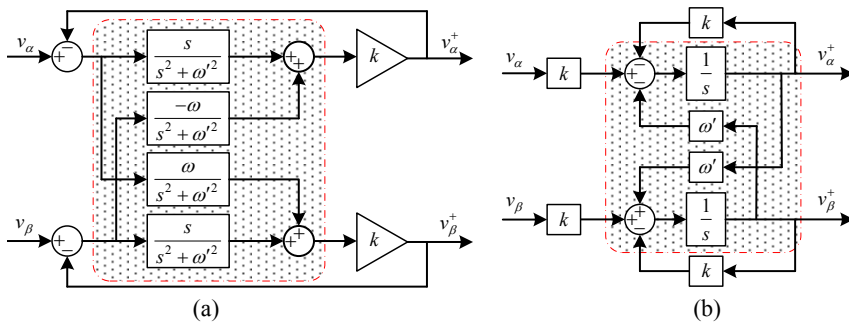 v_α
s
s² + ω'²
k
v_α⁺
-ω
s² + ω'²
ω
s² + ω'²
v_β
s
s² + ω'²
k
v_β⁺
(a)
k
v_α
k
1
s
v_α⁺
ω'
ω'
v_β
k
1
s
v_β⁺
k
(b)